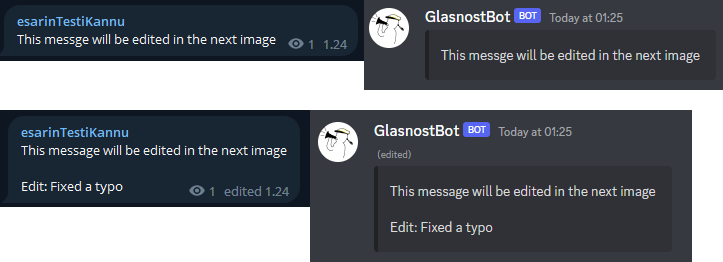 esarinTestiKannu
This messge will be edited in the next image 1 1.24
GlasnostBot BOT Today at 01:25
This messge will be edited in the next image
esarinTestiKannu
This message will be edited in the next image
Edit: Fixed a typo 1 edited 1.24
GlasnostBot BOT Today at 01:25
(edited)
This message will be edited in the next image
Edit: Fixed a typo